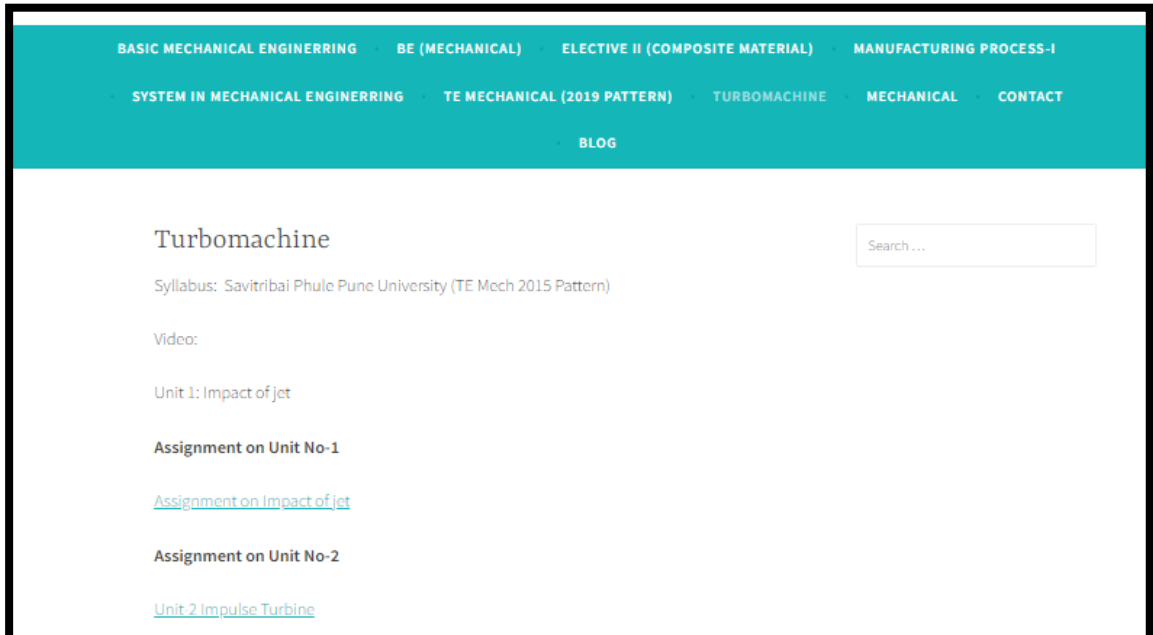 BASIC MECHANICAL ENGINERRING · BE (MECHANICAL) · ELECTIVE II (COMPOSITE MATERIAL) · MANUFACTURING PROCESS-I
· SYSTEM IN MECHANICAL ENGINERRING · TE MECHANICAL (2019 PATTERN) · TURBOMACHINE · MECHANICAL · CONTACT
· BLOG
Turbomachine
Search ...
Syllabus: Savitribai Phule Pune University (TE Mech 2015 Pattern)
Video:
Unit 1: Impact of jet
Assignment on Unit No-1
Assignment on Impact of jet
Assignment on Unit No-2
Unit-2 Impulse Turbine